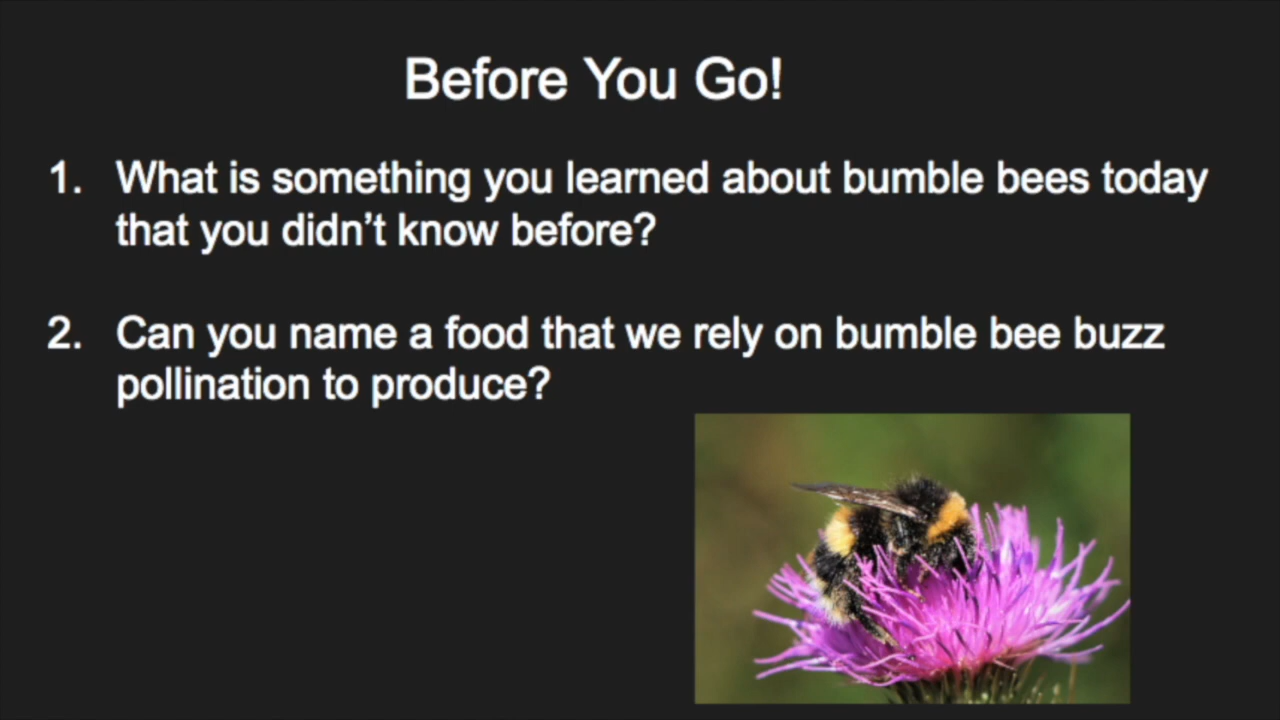 Before You Go!
1. What is something you learned about bumble bees today
that you didn’t know before?
2. Can you name a food that we rely on bumble bee buzz
pollination to produce?